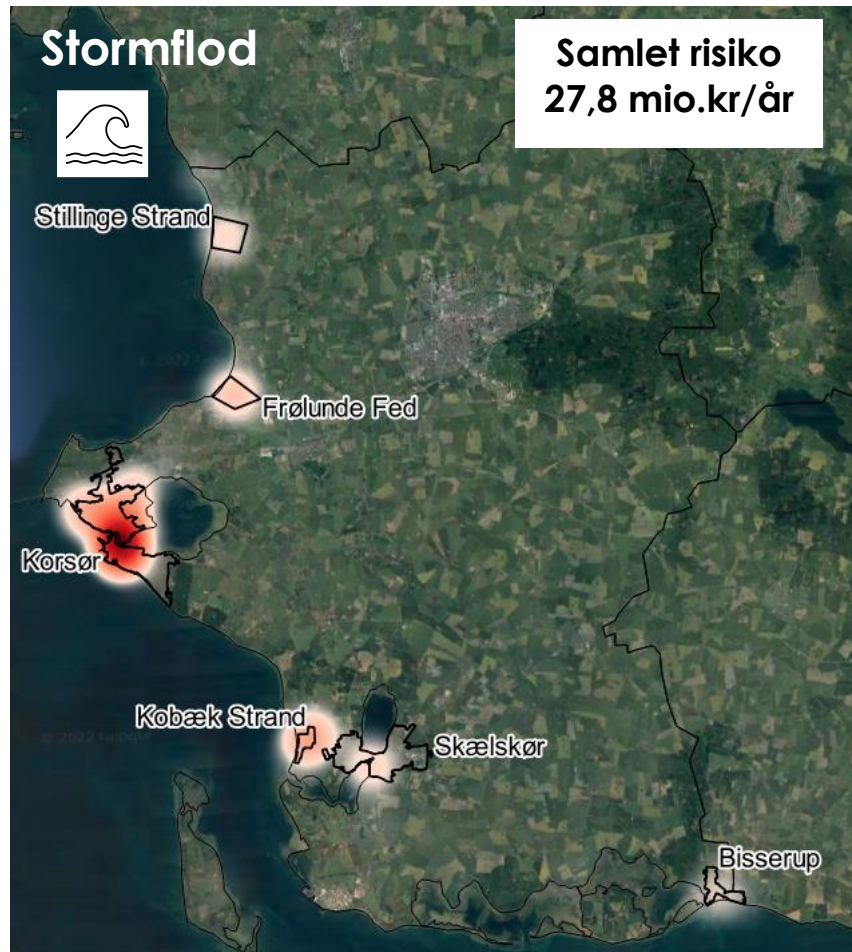 Stormflod
Samlet risiko
27,8 mio.kr/år
Stillinge Strand
Frølunde Fed
Korsør
Kobæk Strand
Skælskør
Bisserup